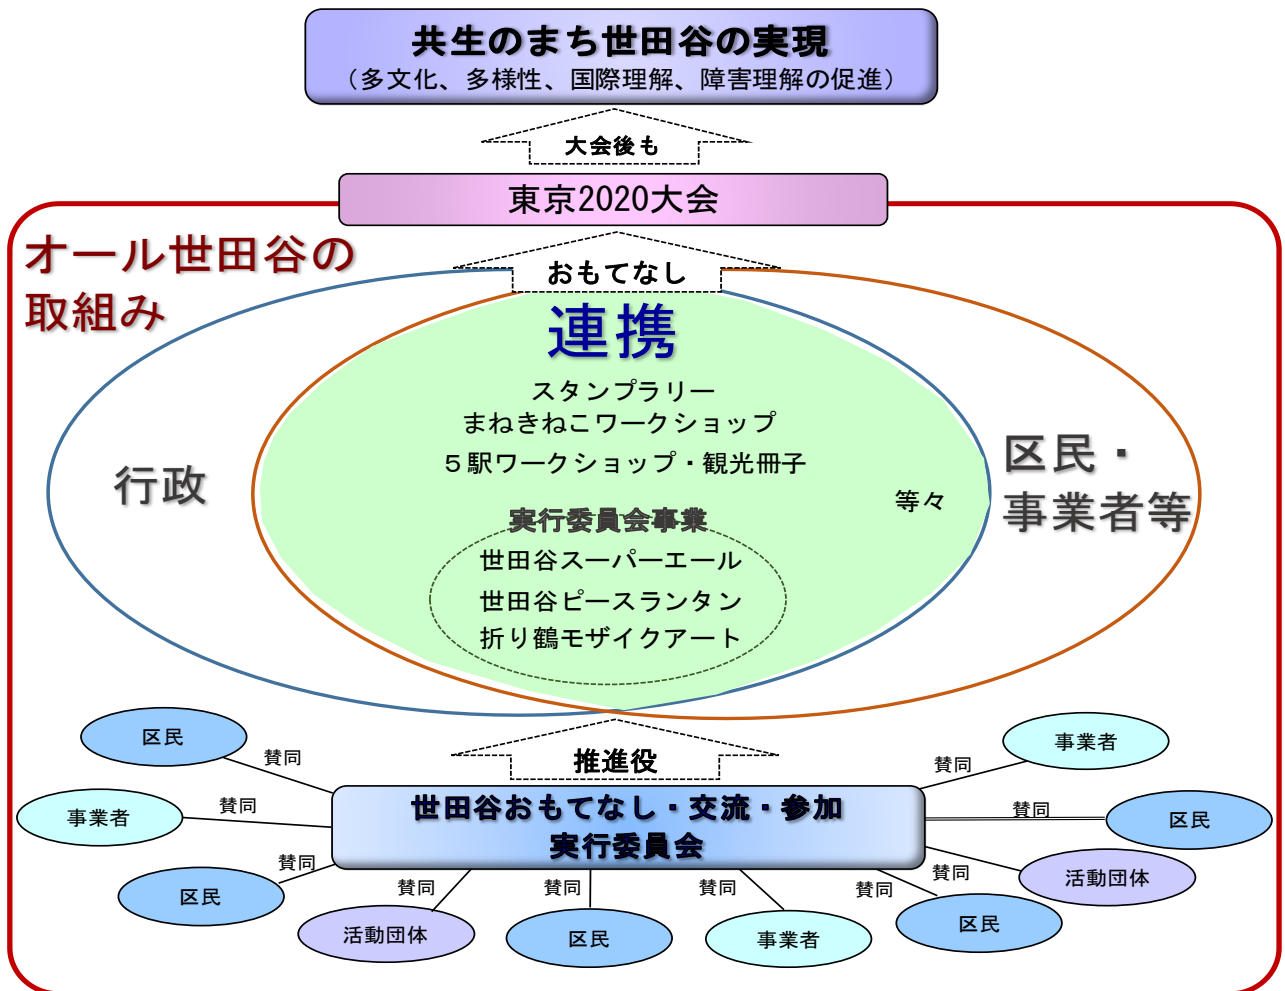 共生のまち世田谷の実現
（多文化、多様性、国際理解、障害理解の促進）
大会後も
東京2020大会
オール世田谷の
取組み
おもてなし
連携
スタンプラリー
まねきねこワークショップ
５駅ワークショップ・観光冊子
行政
区民・
事業者等
等々
実行委員会事業
世田谷スーパーエール
世田谷ピースランタン
折り鶴モザイクアート
推進役
世田谷おもてなし・交流・参加
実行委員会
区民
賛同
事業者
賛同
区民
賛同
活動団体
賛同
区民
賛同
事業者
賛同
区民
賛同
活動団体
賛同
区民
賛同
事業者
賛同